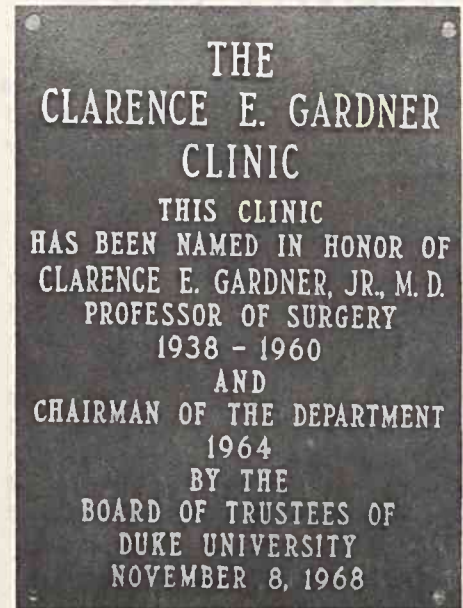 THE
CLARENCE E. GARDNER
CLINIC
THIS CLINIC
HAS BEEN NAMED IN HONOR OF
CLARENCE E. GARDNER, JR., M. D.
PROFESSOR OF SURGERY
1938 - 1960
AND
CHAIRMAN OF THE DEPARTMENT
1964
BY THE
BOARD OF TRUSTEES OF
DUKE UNIVERSITY
NOVEMBER 8, 1968